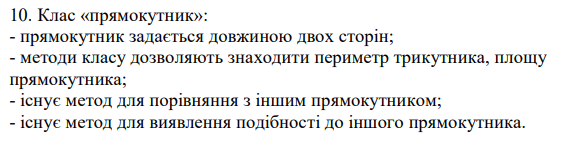 10. Клас «прямокутник»:
- прямокутник задається довжиною двох сторін;
- методи класу дозволяють знаходити периметр трикутника, площу
прямокутника;
- існує метод для порівняння з іншим прямокутником;
- існує метод для виявлення подібності до іншого прямокутника.